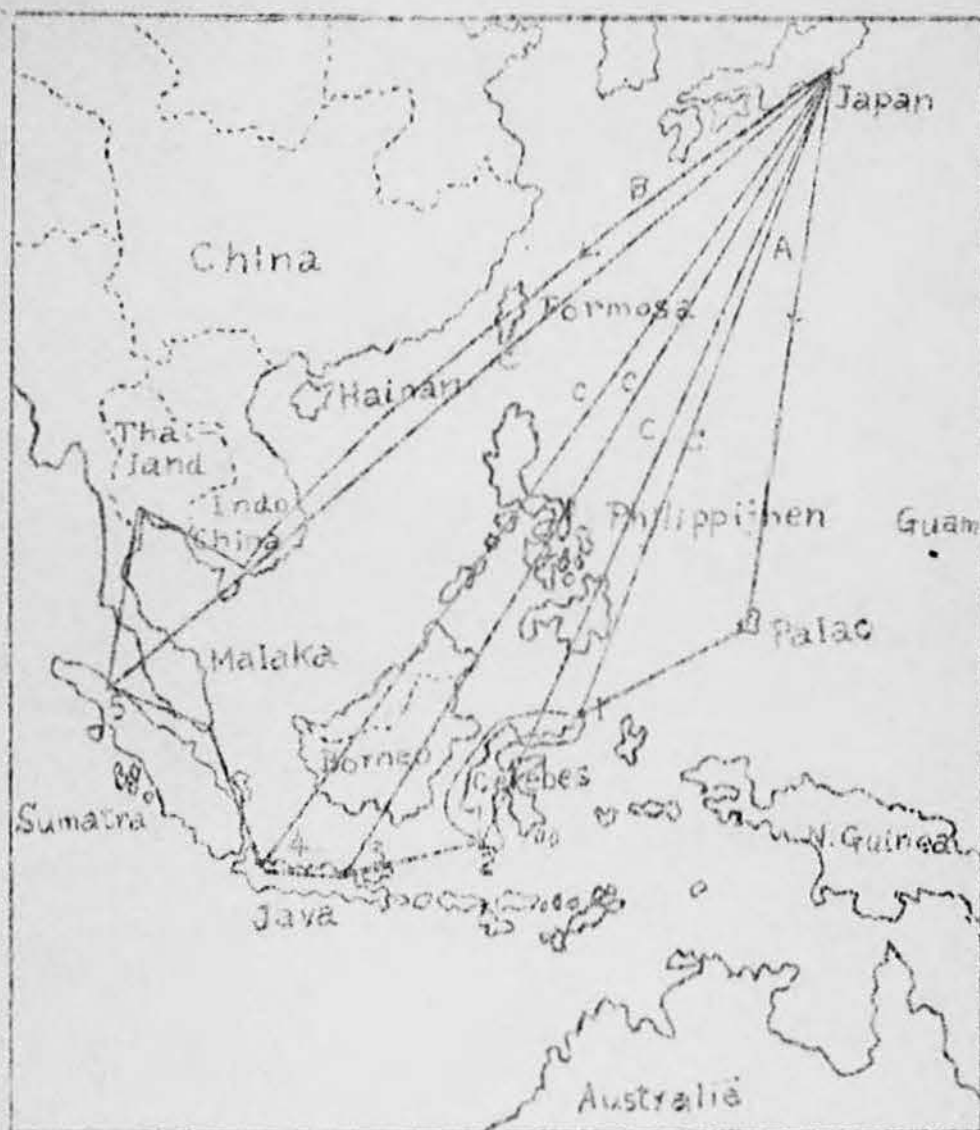 Japan
B
A
China
Formosa
Hainan
C
C
Thai=
land
C
C
Indo
China
Philippijnen
Guam
Palao
Malaka
1
5
Borneo
Celebes
Sumatra
N. Guinea
4
3
2
Java
Australië